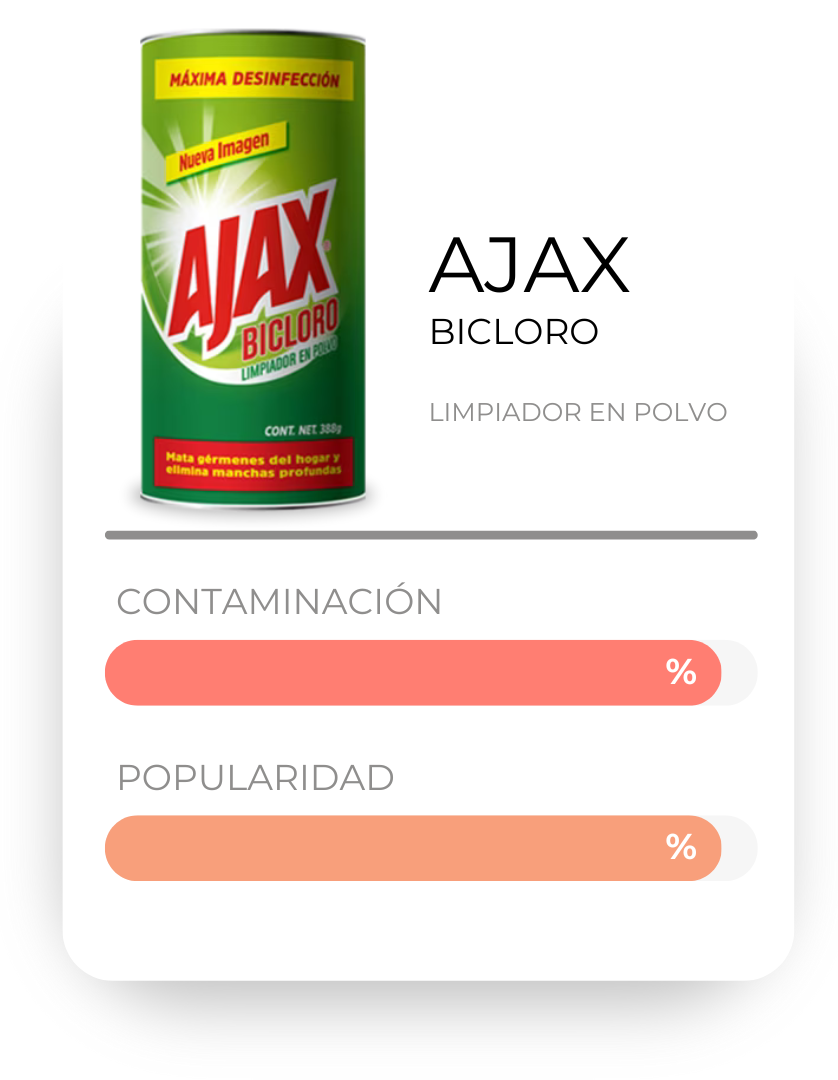 MÁXIMA DESINFECCIÓN
Nueva Imagen
AJAX
BICLORO
LIMPIADOR EN POLVO
CONT. NET. 388g
Mata gérmenes del hogar y
elimina manchas profundas
AJAX
BICLORO
LIMPIADOR EN POLVO
CONTAMINACIÓN
%
POPULARIDAD
%